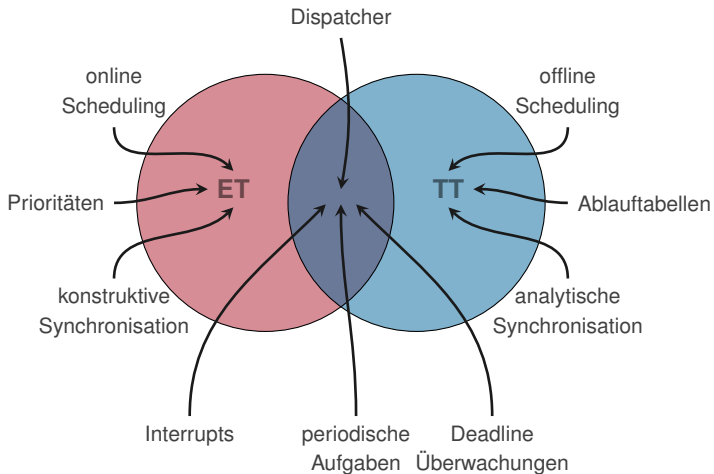 Dispatcher
online
Scheduling
offline
Scheduling
Prioritäten
ET
TT
Ablauftabellen
konstruktive
Synchronisation
analytische
Synchronisation
Interrupts
periodische
Aufgaben
Deadline
Überwachungen